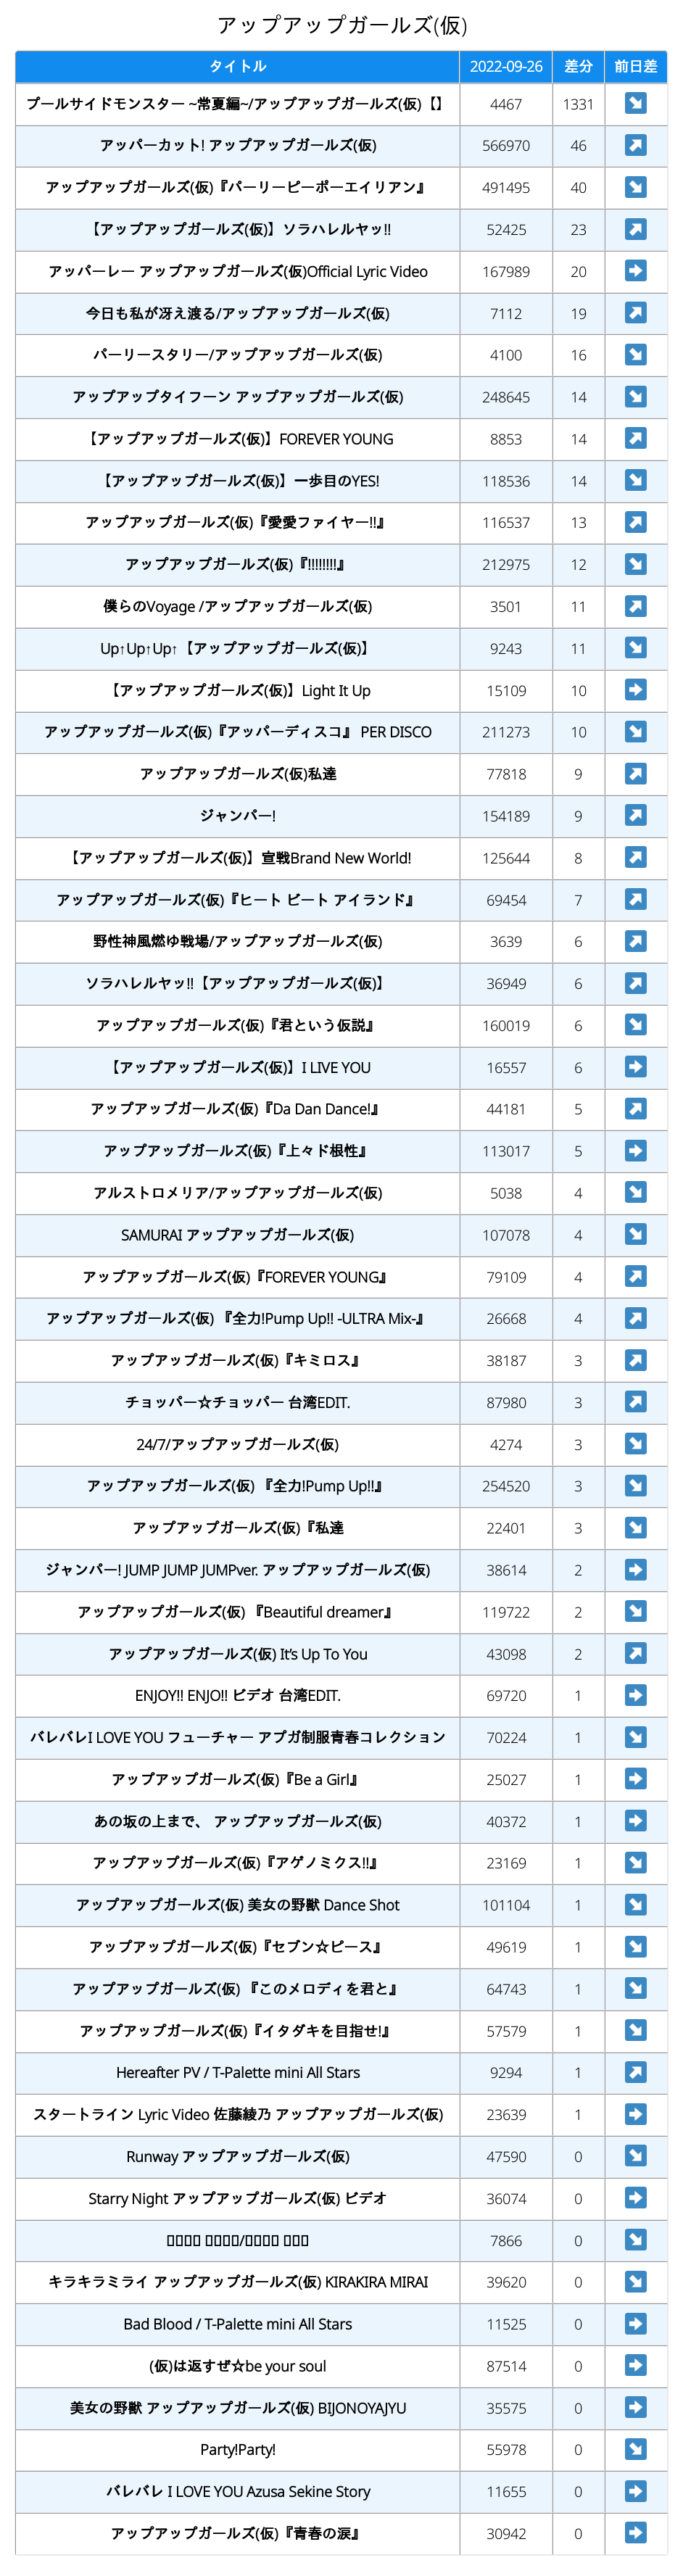 アップアップガールズ(仮)
タイトル 2022-09-26 差分 前日差
プールサイドモンスター ~常夏編~/アップアップガールズ(仮)【】 4467 1331
アッパーカット! アップアップガールズ(仮) 566970 46
アップアップガールズ(仮)『パーリーピーポーエイリアン』 491495 40
【アップアップガールズ(仮)】ソラハレルヤッ!! 52425 23
アッパーレー アップアップガールズ(仮)Official Lyric Video 167989 20
今日も私が冴え渡る/アップアップガールズ(仮) 7112 19
パーリースタリー/アップアップガールズ(仮) 4100 16
アップアップタイフーン アップアップガールズ(仮) 248645 14
【アップアップガールズ(仮)】FOREVER YOUNG 8853 14
【アップアップガールズ(仮)】一歩目のYES! 118536 14
アップアップガールズ(仮)『愛愛ファイヤー!!』 116537 13
アップアップガールズ(仮)『!!!!!!!!』 212975 12
僕らのVoyage /アップアップガールズ(仮) 3501 11
Up↑Up↑Up↑【アップアップガールズ(仮)】 9243 11
【アップアップガールズ(仮)】Light It Up 15109 10
アップアップガールズ(仮)『アッパーディスコ』 PER DISCO 211273 10
アップアップガールズ(仮)私達 77818 9
ジャンパー! 154189 9
【アップアップガールズ(仮)】宣戦Brand New World! 125644 8
アップアップガールズ(仮)『ヒート ビート アイランド』 69454 7
野性神風燃ゆ戦場/アップアップガールズ(仮) 3639 6
ソラハレルヤッ!!【アップアップガールズ(仮)】 36949 6
アップアップガールズ(仮)『君という仮説』 160019 6
【アップアップガールズ(仮)】I LIVE YOU 16557 6
アップアップガールズ(仮)『Da Dan Dance!』 44181 5
アップアップガールズ(仮)『上々ド根性』 113017 5
アルストロメリア/アップアップガールズ(仮) 5038 4
SAMURAI アップアップガールズ(仮) 107078 4
アップアップガールズ(仮)『FOREVER YOUNG』 79109 4
アップアップガールズ(仮) 『全力!Pump Up!! -ULTRA Mix-』 26668 4
アップアップガールズ(仮)『キミロス』 38187 3
チョッパー☆チョッパー 台湾EDIT. 87980 3
24/7/アップアップガールズ(仮) 4274 3
アップアップガールズ(仮) 『全力!Pump Up!!』 254520 3
アップアップガールズ(仮)『私達 22401 3
ジャンパー! JUMP JUMP JUMPver. アップアップガールズ(仮) 38614 2
アップアップガールズ(仮) 『Beautiful dreamer』 119722 2
アップアップガールズ(仮) It's Up To You 43098 2
ENJOY!! ENJO!! ビデオ 台湾EDIT. 69720 1
バレバレI LOVE YOU フューチャー アプガ制服青春コレクション 70224 1
アップアップガールズ(仮)『Be a Girl』 25027 1
あの坂の上まで、 アップアップガールズ(仮) 40372 1
アップアップガールズ(仮)『アゲノミクス!!』 23169 1
アップアップガールズ(仮) 美女の野獣 Dance Shot 101104 1
アップアップガールズ(仮)『セブン☆ピース』 49619 1
アップアップガールズ(仮) 『このメロディを君と』 64743 1
アップアップガールズ(仮)『イタダキを目指せ!』 57579 1
Hereafter PV / T-Palette mini All Stars 9294 1
スタートライン Lyric Video 佐藤綾乃 アップアップガールズ(仮) 23639 1
Runway アップアップガールズ(仮) 47590 0
Starry Night アップアップガールズ(仮) ビデオ 36074 0
/ 7866 0
キラキラミライ アップアップガールズ(仮) KIRAKIRA MIRAI 39620 0
Bad Blood / T-Palette mini All Stars 11525 0
(仮)は返すぜ☆be your soul 87514 0
美女の野獣 アップアップガールズ(仮) BIJONOYAJYU 35575 0
Party!Party! 55978 0
バレバレ I LOVE YOU Azusa Sekine Story 11655 0
アップアップガールズ(仮)『青春の涙』 30942 0